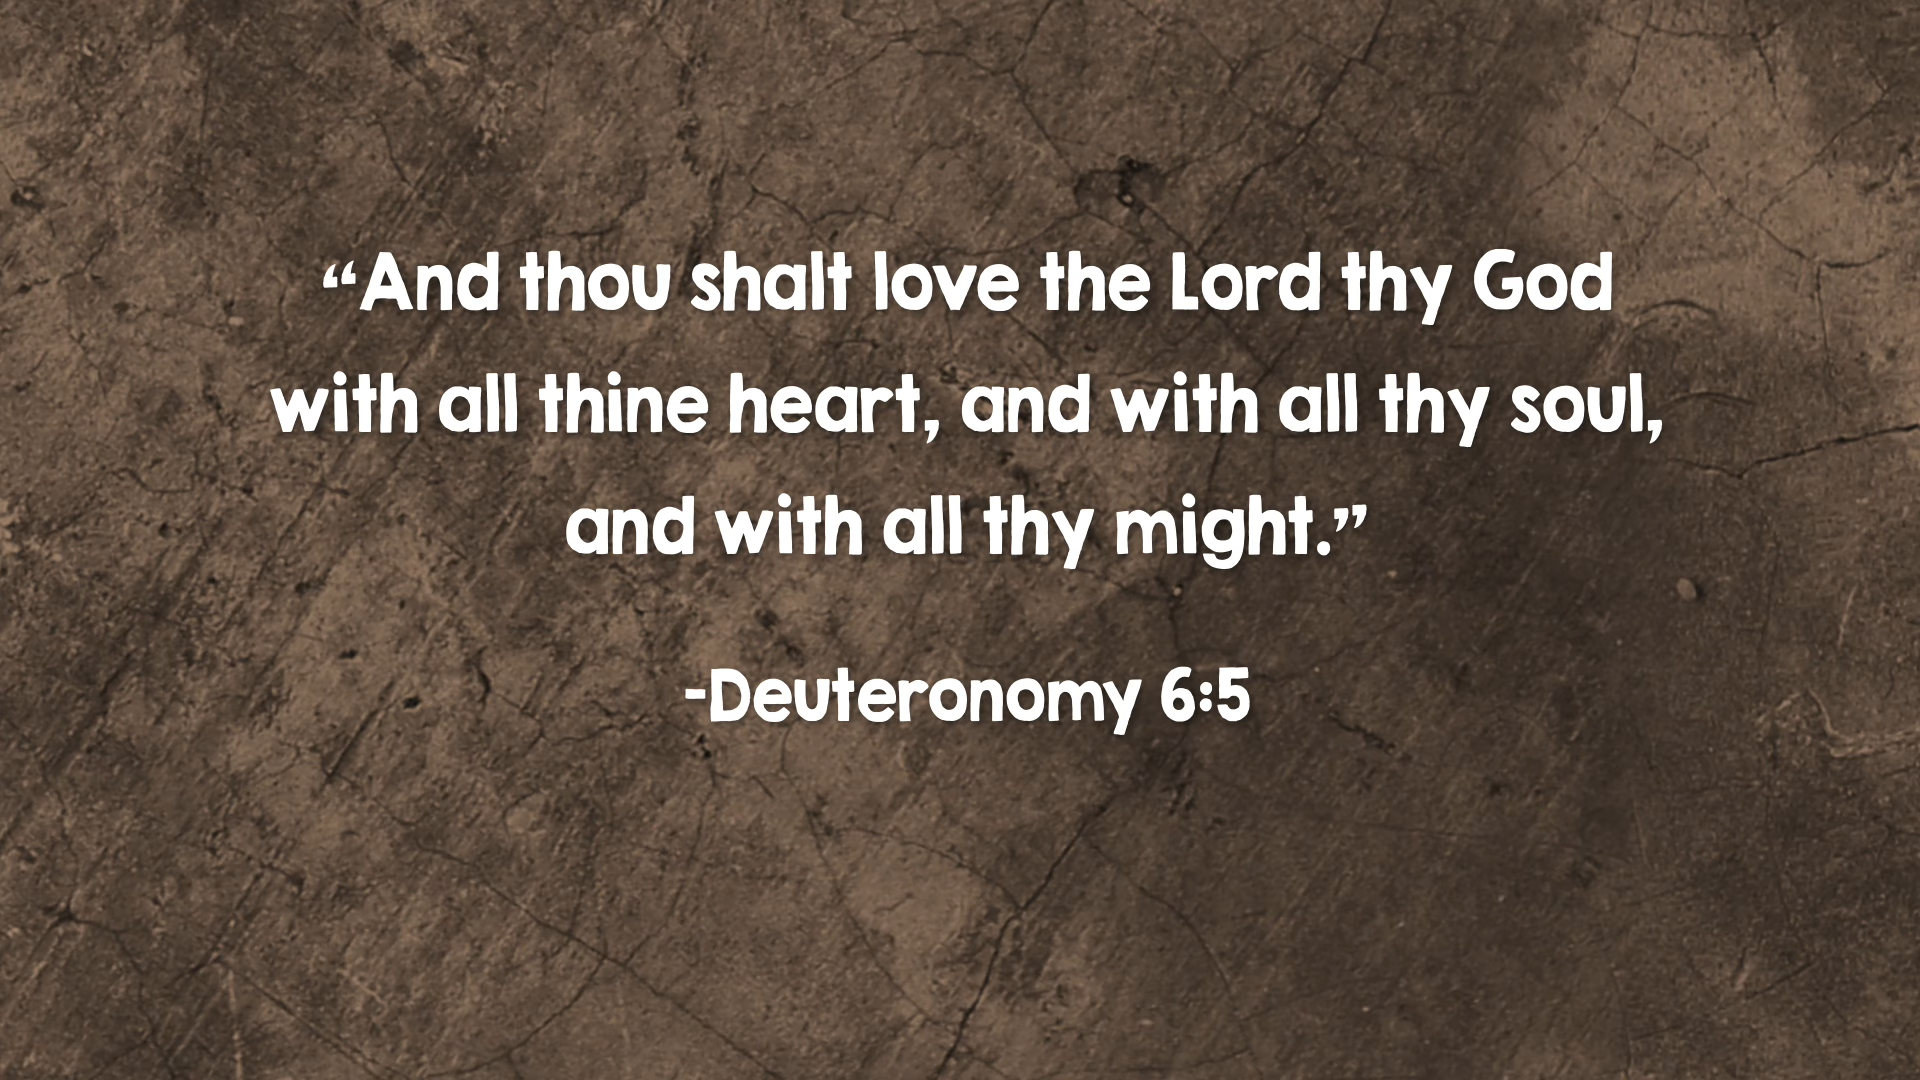 “And thou shalt love the Lord thy God
with all thine heart, and with all thy soul,
and with all thy might.”
-Deuteronomy 6:5